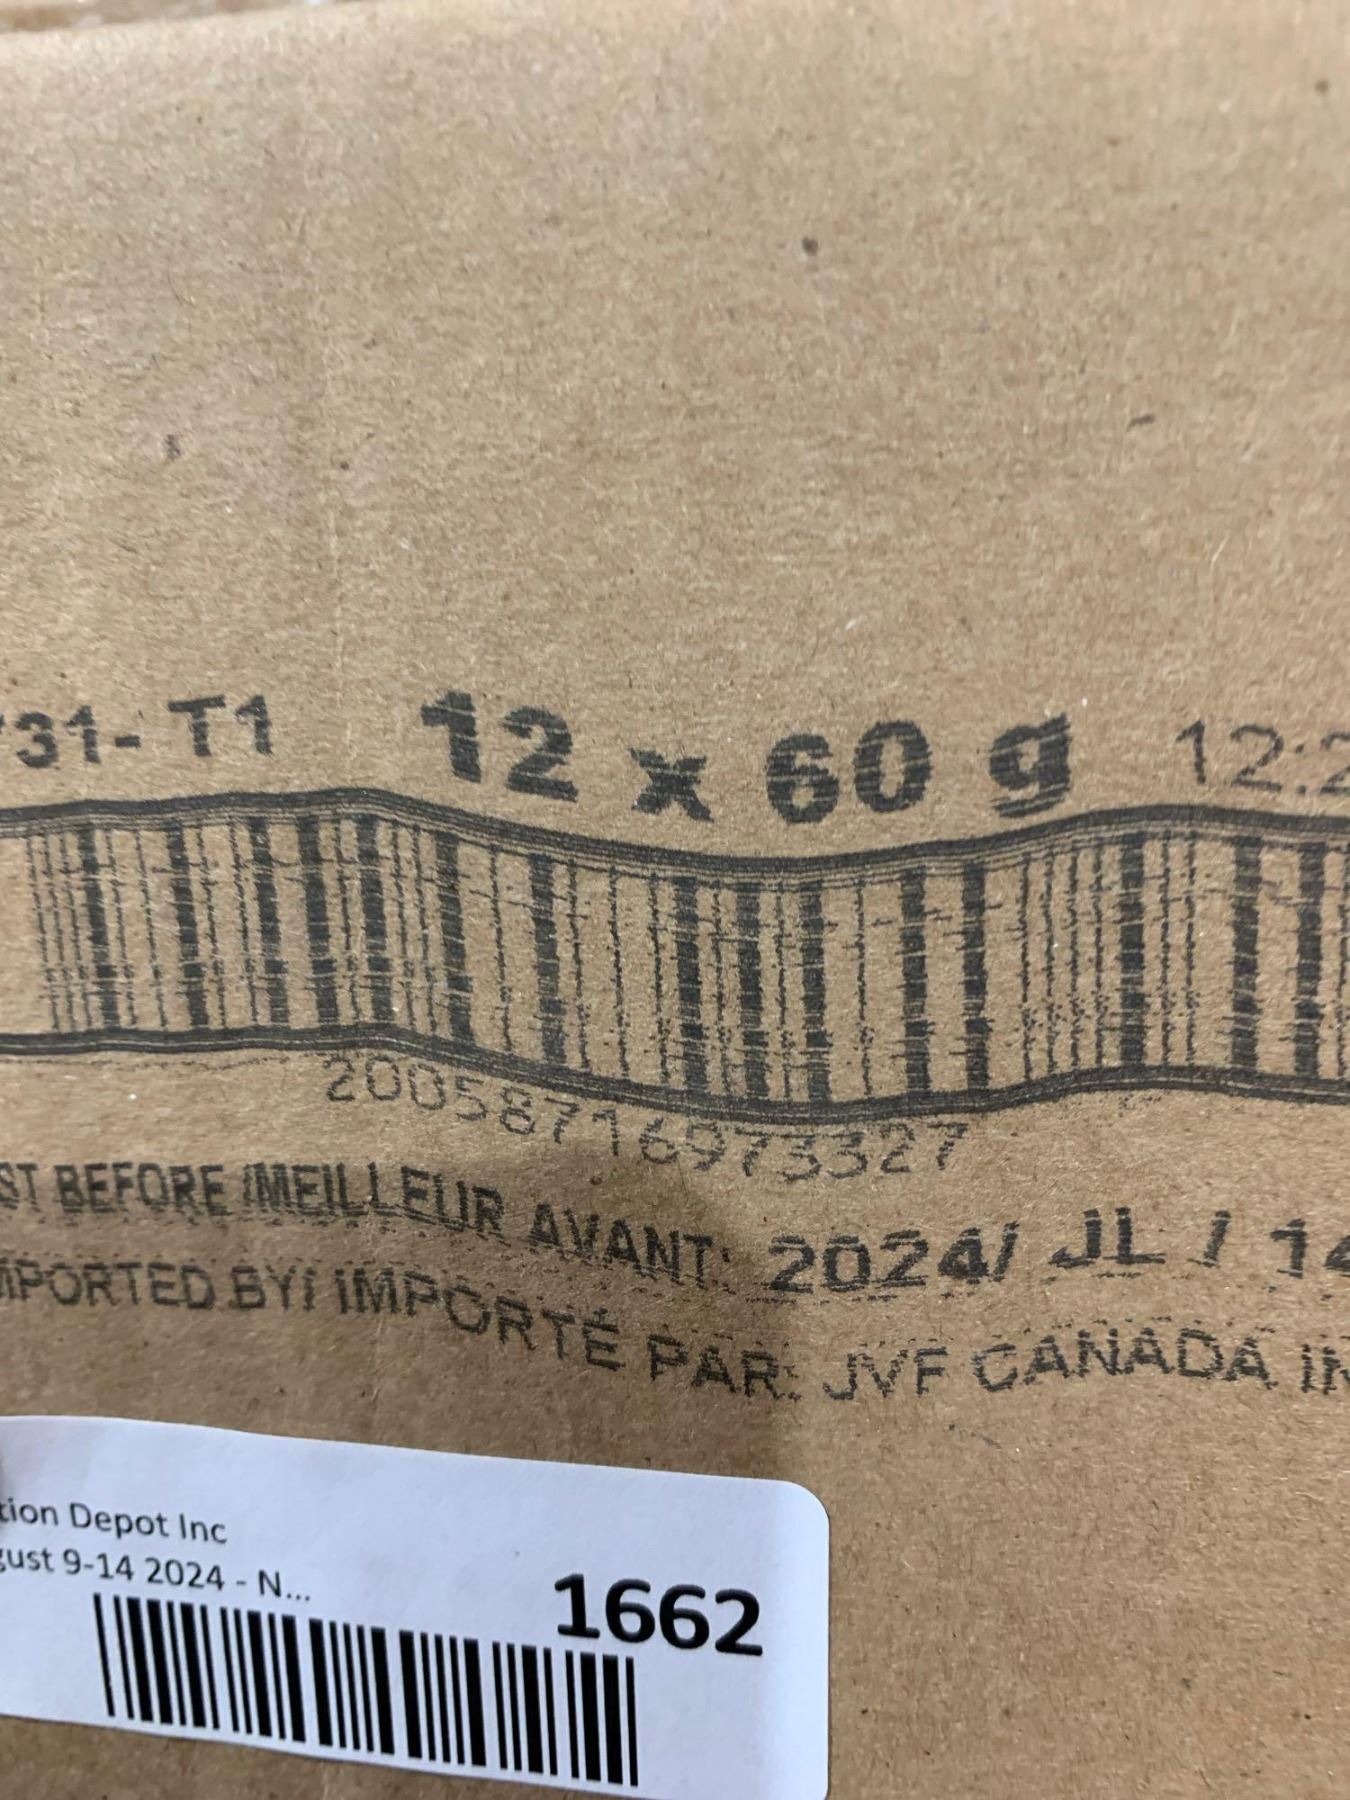 731- T1 12 x 60 g 12:2
20058716973327
ST BEFORE /MEILLEUR AVANT: 2024/ JL / 14
MPORTED BY/ IMPORTÉ PAR: JVF CANADA IN
tion Depot Inc
gust 9-14 2024 - N...
1662